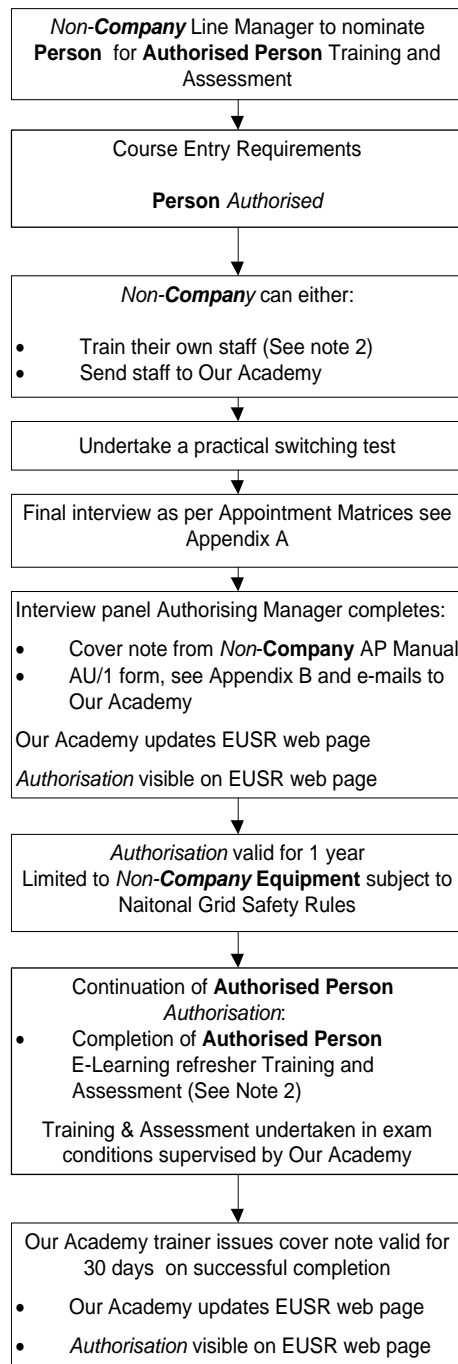 Non-Company Line Manager to nominate
Person for Authorised Person Training and
Assessment
Course Entry Requirements
Person Authorised
Non-Company can either:
• Train their own staff (See note 2)
• Send staff to Our Academy
Undertake a practical switching test
Final interview as per Appointment Matrices see
Appendix A
Interview panel Authorising Manager completes:
• Cover note from Non-Company AP Manual
• AU/1 form, see Appendix B and e-mails to
Our Academy
Our Academy updates EUSR web page
Authorisation visible on EUSR web page
Authorisation valid for 1 year
Limited to Non-Company Equipment subject to
Naitonal Grid Safety Rules
Continuation of Authorised Person
Authorisation:
• Completion of Authorised Person
E-Learning refresher Training and
Assessment (See Note 2)
Training & Assessment undertaken in exam
conditions supervised by Our Academy
Our Academy trainer issues cover note valid for
30 days on successful completion
• Our Academy updates EUSR web page
• Authorisation visible on EUSR web page